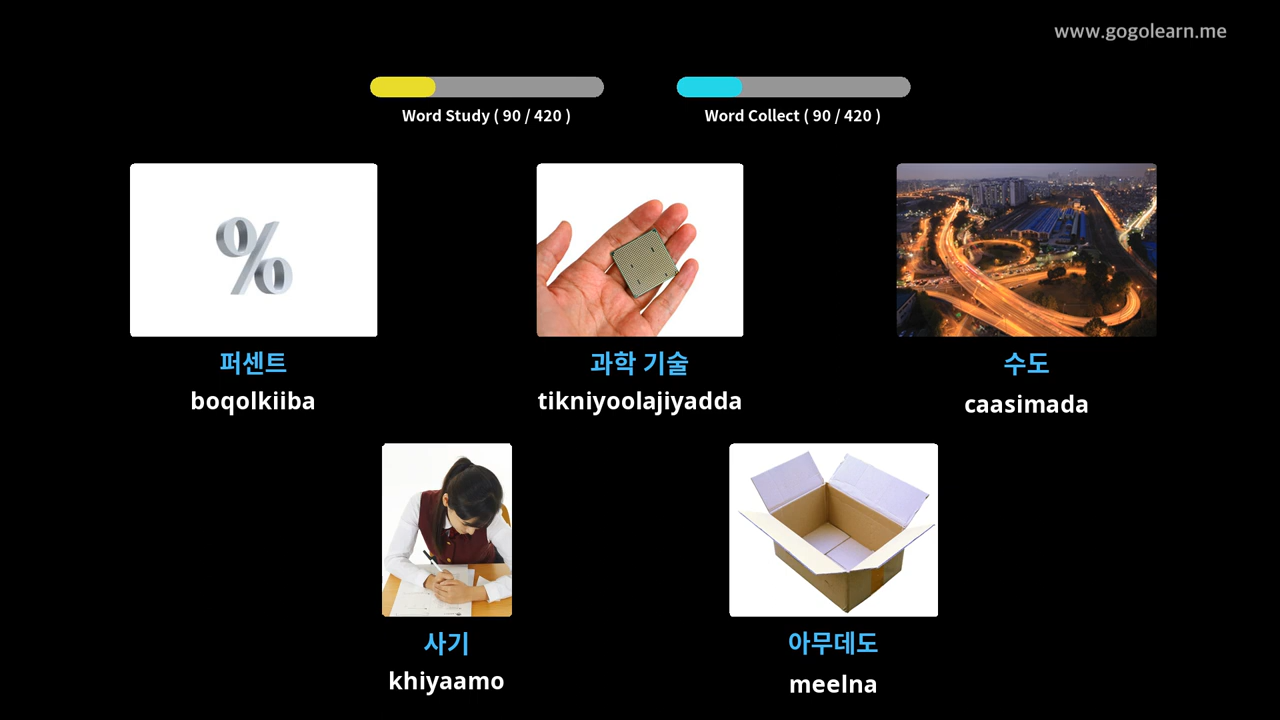 www.gogolearn.me
Word Study ( 90 / 420 )
Word Collect ( 90 / 420 )
%
퍼센트
boqolkiiba
과학 기술
tikniyoolajiyadda
수도
caasimada
사기
khiyaamo
아무데도
meelna